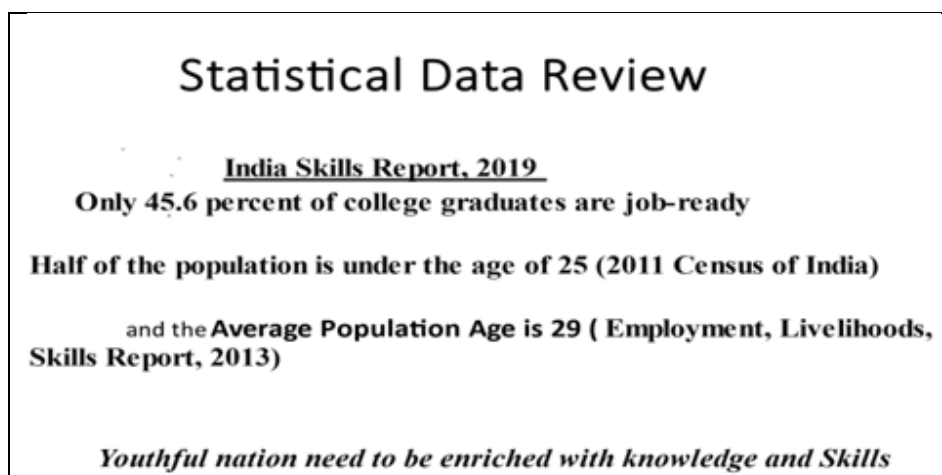 Statistical Data Review
India Skills Report, 2019
Only 45.6 percent of college graduates are job-ready
Half of the population is under the age of 25 (2011 Census of India)
and the Average Population Age is 29 ( Employment, Livelihoods,
Skills Report, 2013)
Youthful nation need to be enriched with knowledge and Skills